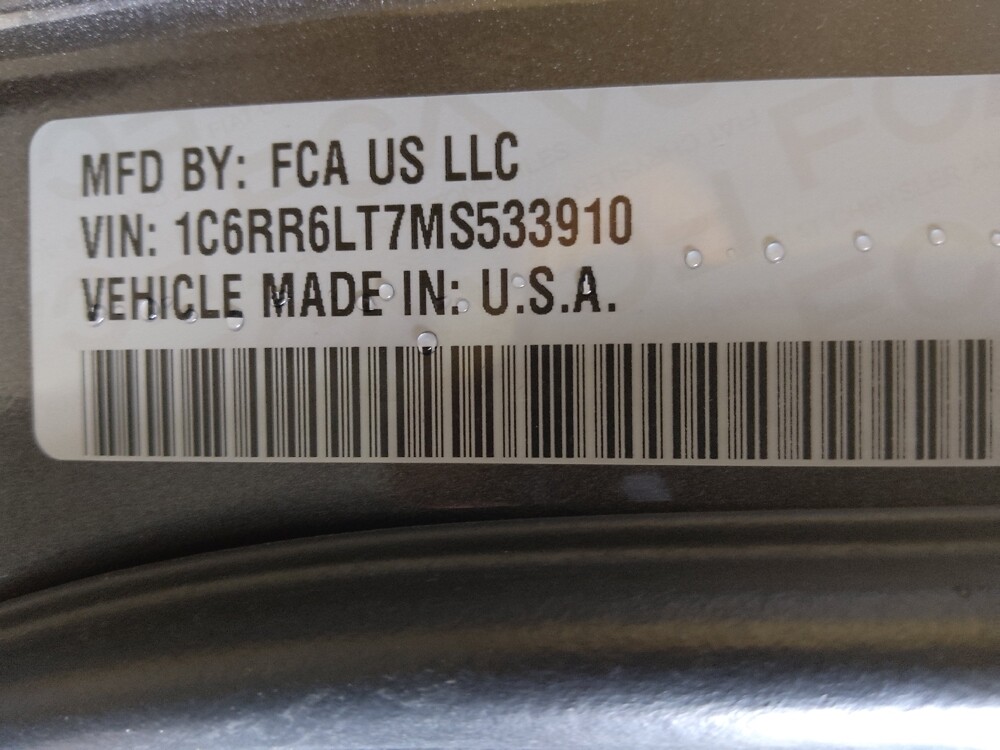 MFD BY: FCA US LLC
VIN: 1C6RR6LT7MS533910
VEHICLE MADE IN: U.S.A.